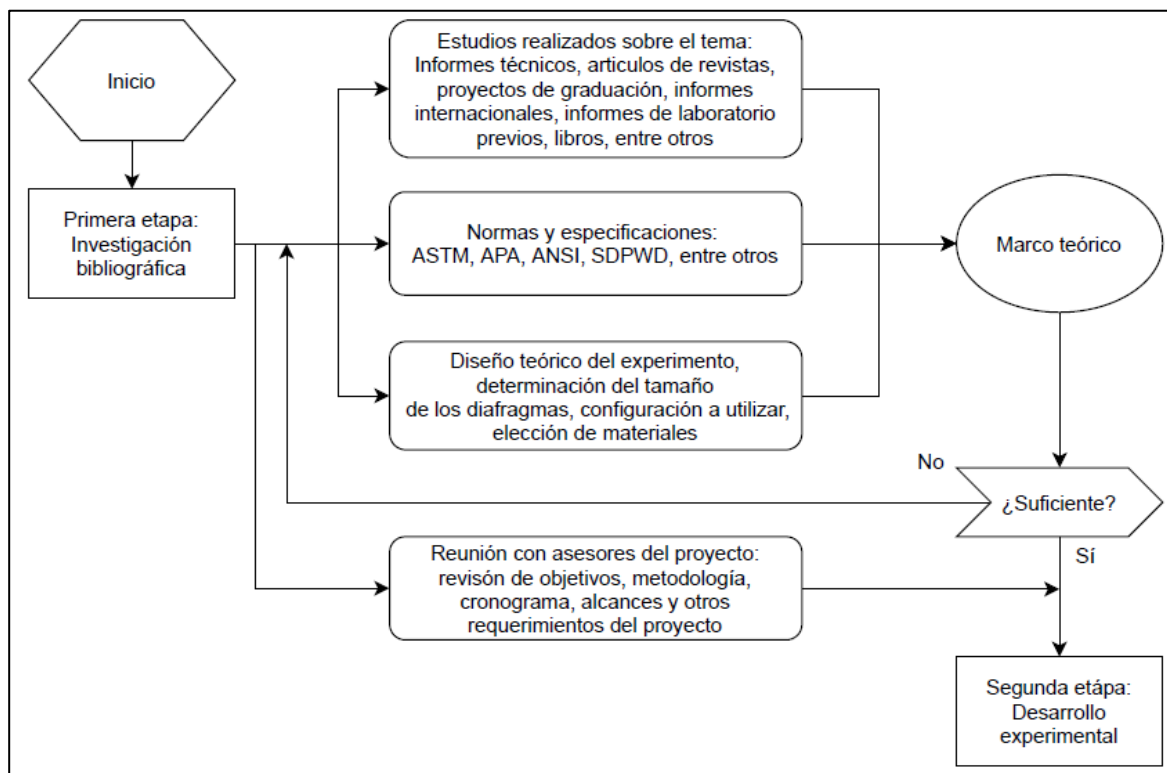 Inicio
Primera etapa:
Investigación
bibliográfica
Estudios realizados sobre el tema:
Informes técnicos, articulos de revistas,
proyectos de graduación, informes
internacionales, informes de laboratorio
previos, libros, entre otros
Normas y especificaciones:
ASTM, APA, ANSI, SDPWD, entre otros
Diseño teórico del experimento,
determinación del tamaño
de los diafragmas, configuración a utilizar,
elección de materiales
Marco teórico
No
¿Suficiente?
Sí
Reunión con asesores del proyecto:
revisón de objetivos, metodología,
cronograma, alcances y otros
requerimientos del proyecto
Segunda etápa:
Desarrollo
experimental